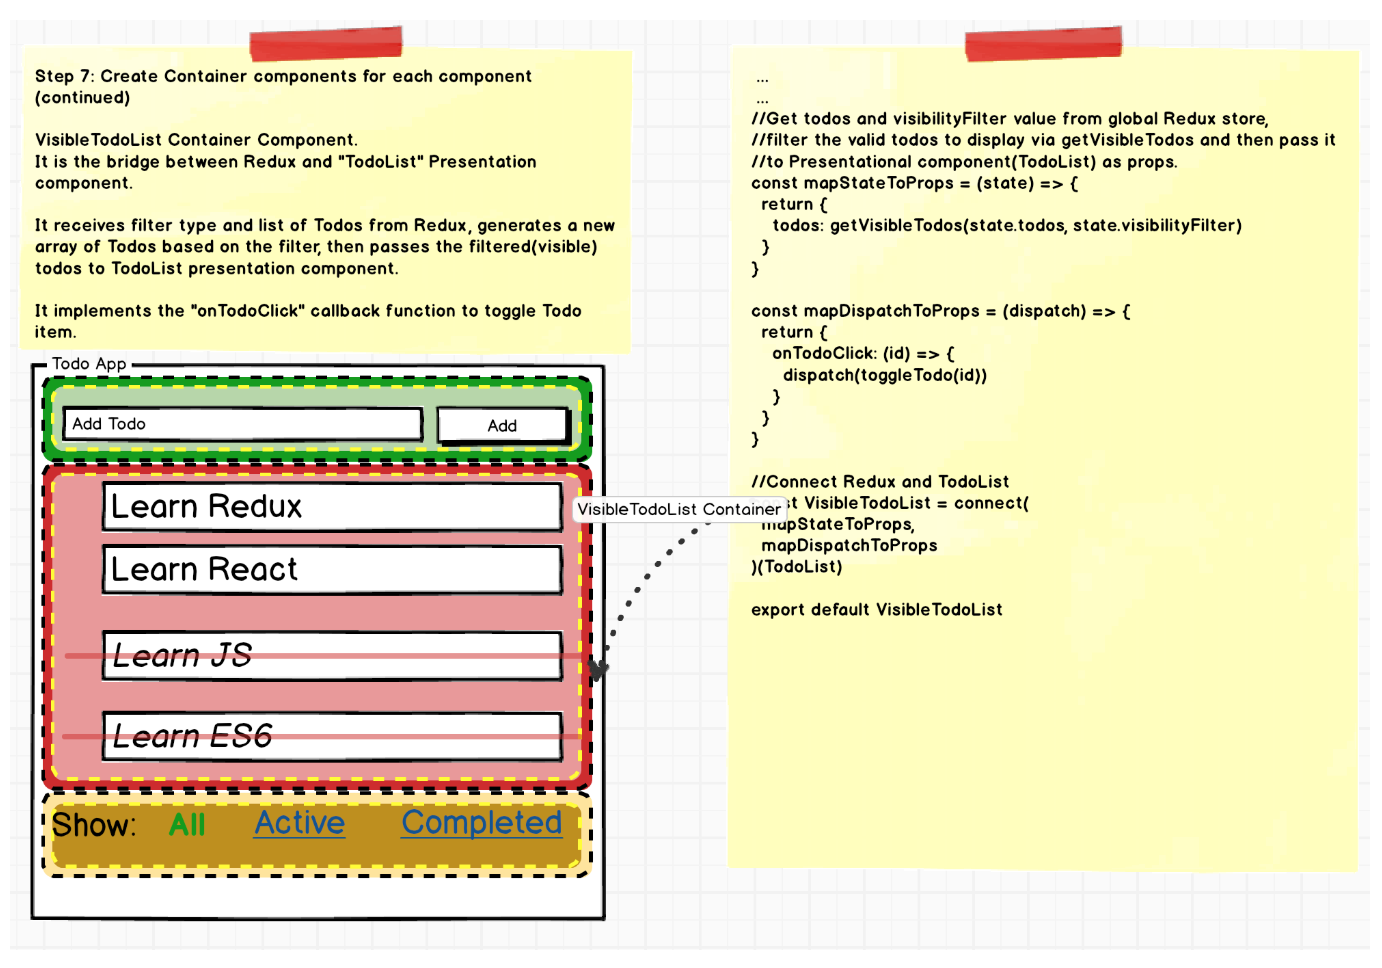 Step 7: Create Container components for each component
(continued)
VisibleTodoList Container Component.
It is the bridge between Redux and "TodoList" Presentation
component.
It receives filter type and list of Todos from Redux, generates a new
array of Todos based on the filter, then passes the filtered(visible)
todos to TodoList presentation component.
It implements the "onTodoClick" callback function to toggle Todo
item.
Todo App
Add Todo
Add
Learn Redux
Learn React
Learn JS
Learn ES6
Show: All Active Completed
VisibleTodoList Container
...
...
//Get todos and visibilityFilter value from global Redux store,
//filter the valid todos to display via getVisibleTodos and then pass it
//to Presentational component(TodoList) as props.
const mapStateToProps = (state) => {
return {
todos: getVisibleTodos(state.todos, state.visibilityFilter)
}
}
const mapDispatchToProps = (dispatch) => {
return {
onTodoClick: (id) => {
dispatch(toggleTodo(id))
}
}
}
//Connect Redux and TodoList
const VisibleTodoList = connect(
mapStateToProps,
mapDispatchToProps
)(TodoList)
export default VisibleTodoList